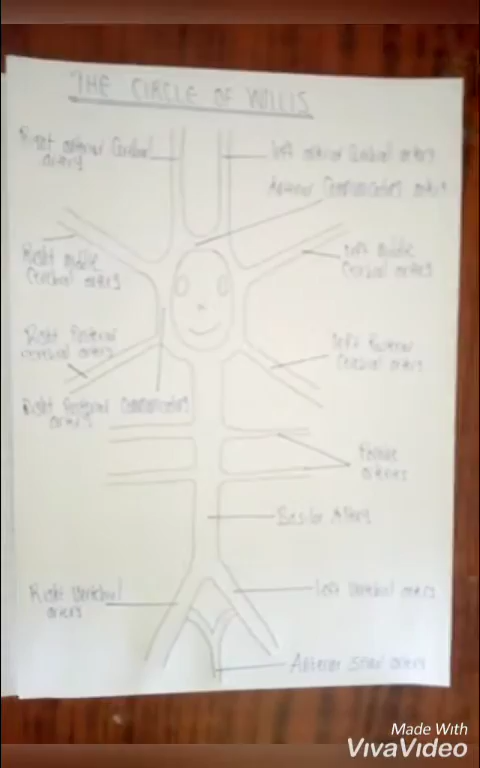 THE CIRCLE OF WILLIS
Right anterior Cerebral
artery
left anterior Cerebral artery
Anterior Communicating artery
Right Middle
Cerebral artery
Left Middle
Cerebral artery
Right Posterior
cerebral artery
left Posterior
Cerebral artery
Right Posterior Communicating
artery
Pontine
arteries
Basilar Artery
Right Vertebral
artery
Left Vertebral artery
Anterior Spinal artery
Made With
VivaVideo